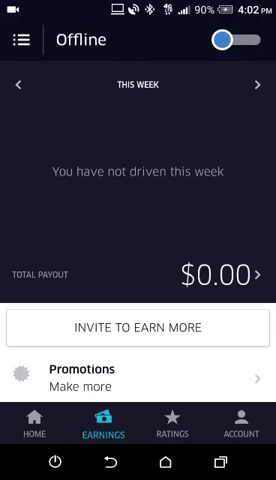 90% 4:02 PM
Offline
THIS WEEK
You have not driven this week
TOTAL PAYOUT $0.00
INVITE TO EARN MORE
Promotions
Make more
HOME EARNINGS RATINGS ACCOUNT